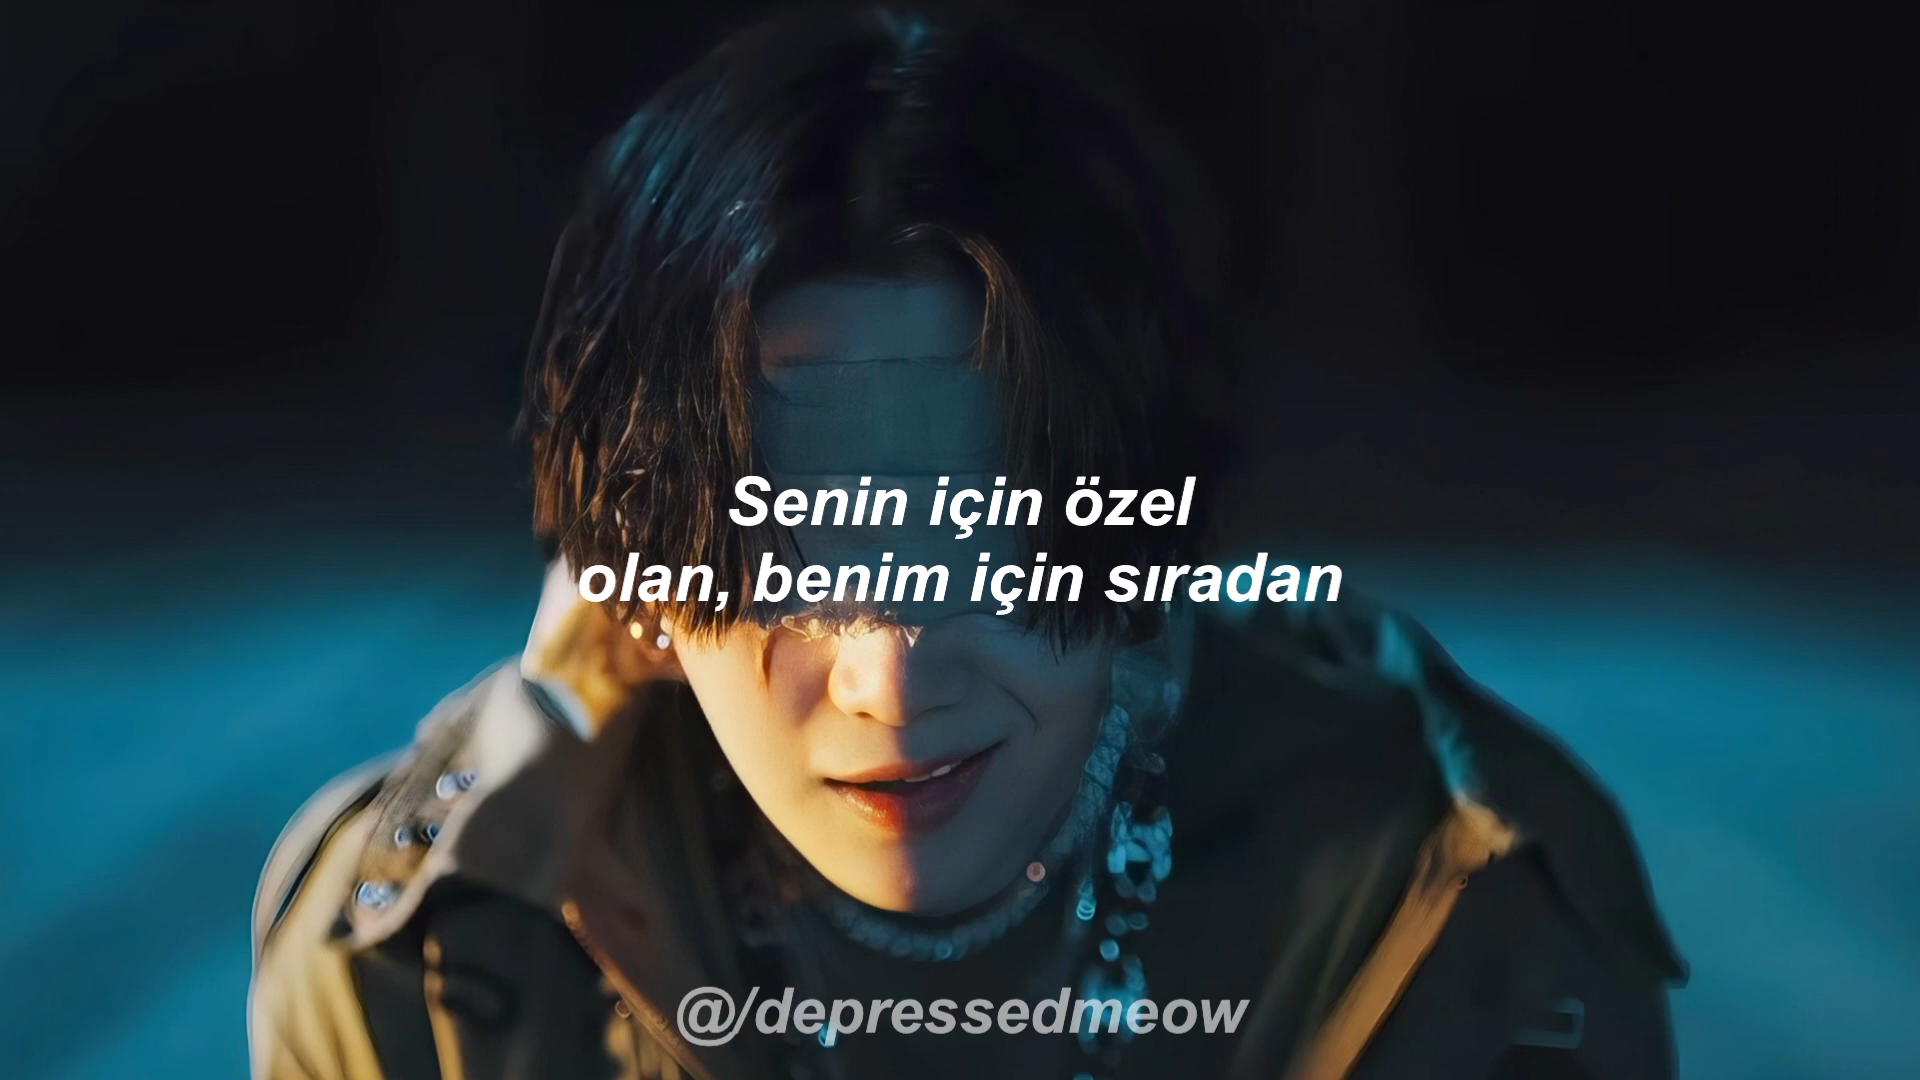 Senin için özel
olan, benim için sıradan
@/depressedmeow